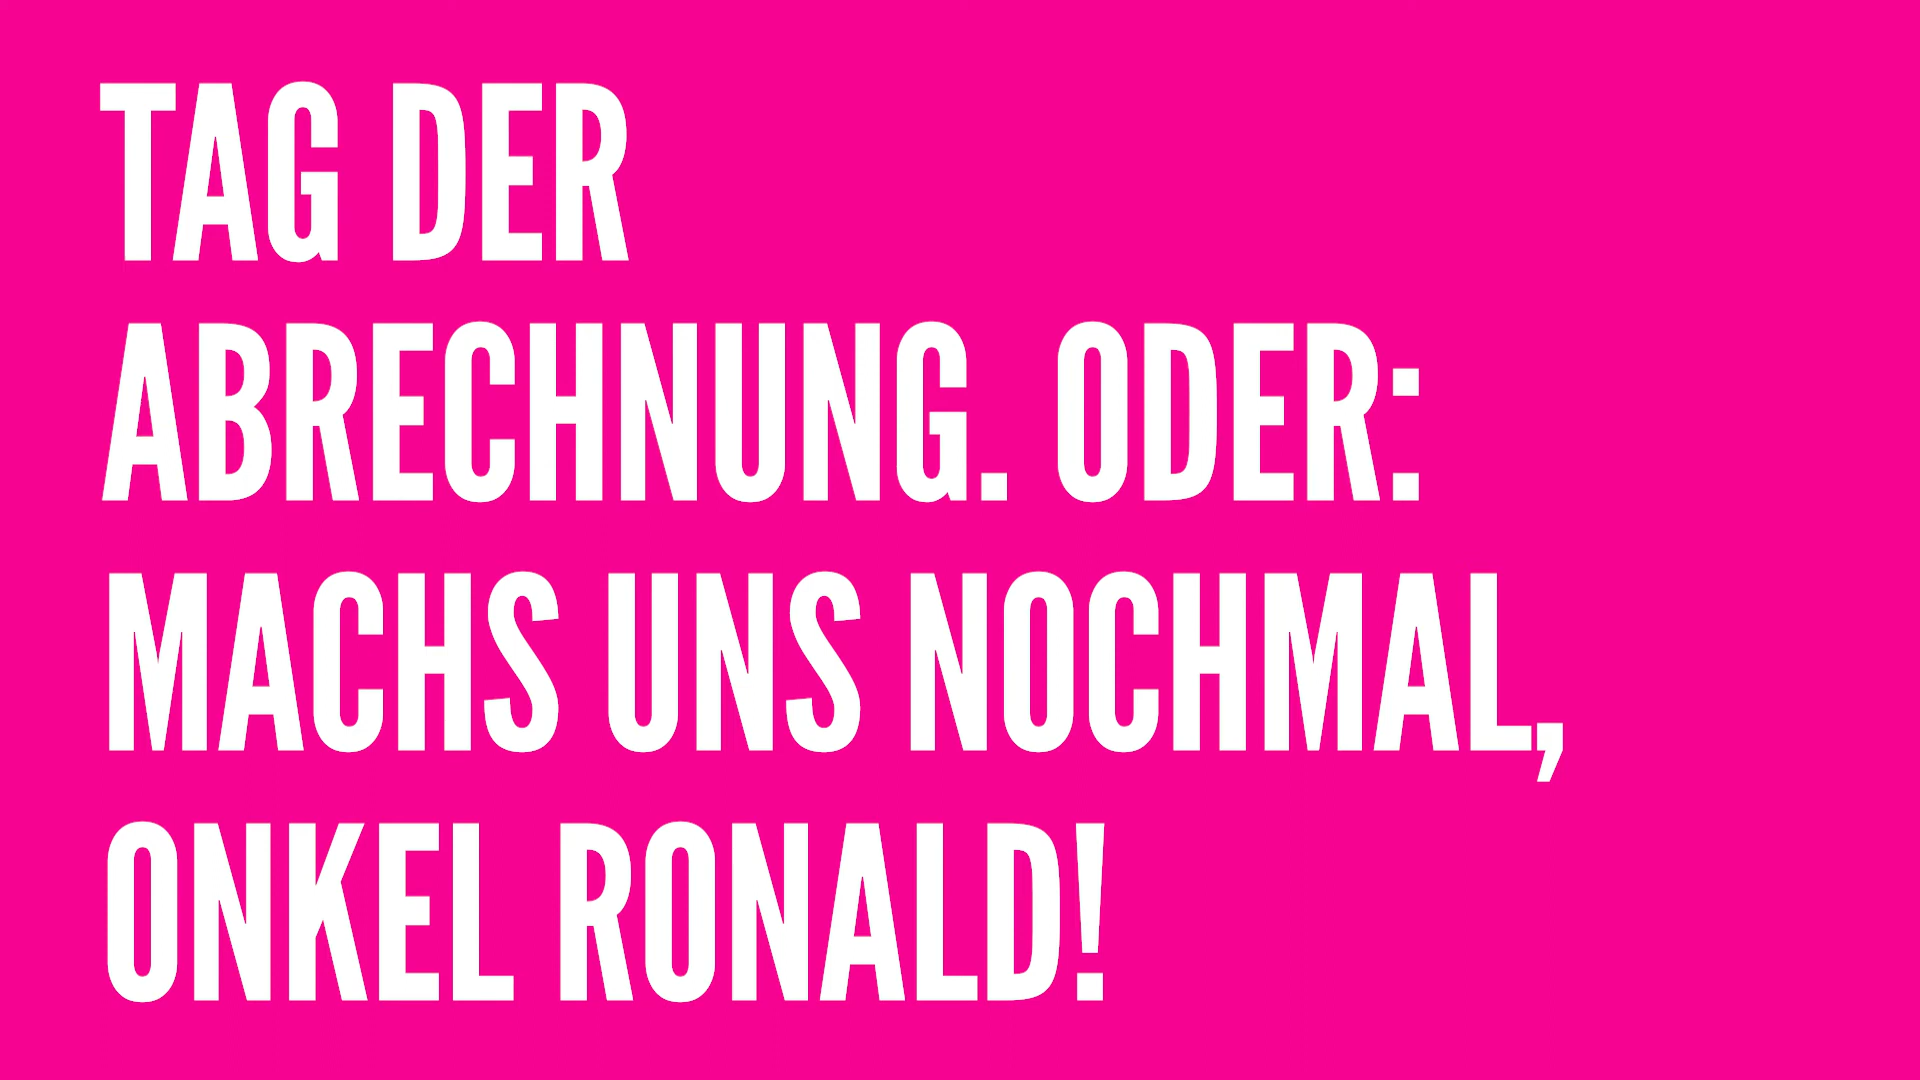 TAG DER
ABRECHNUNG. ODER:
MACHS UNS NOCHMAL,
ONKEL RONALD!